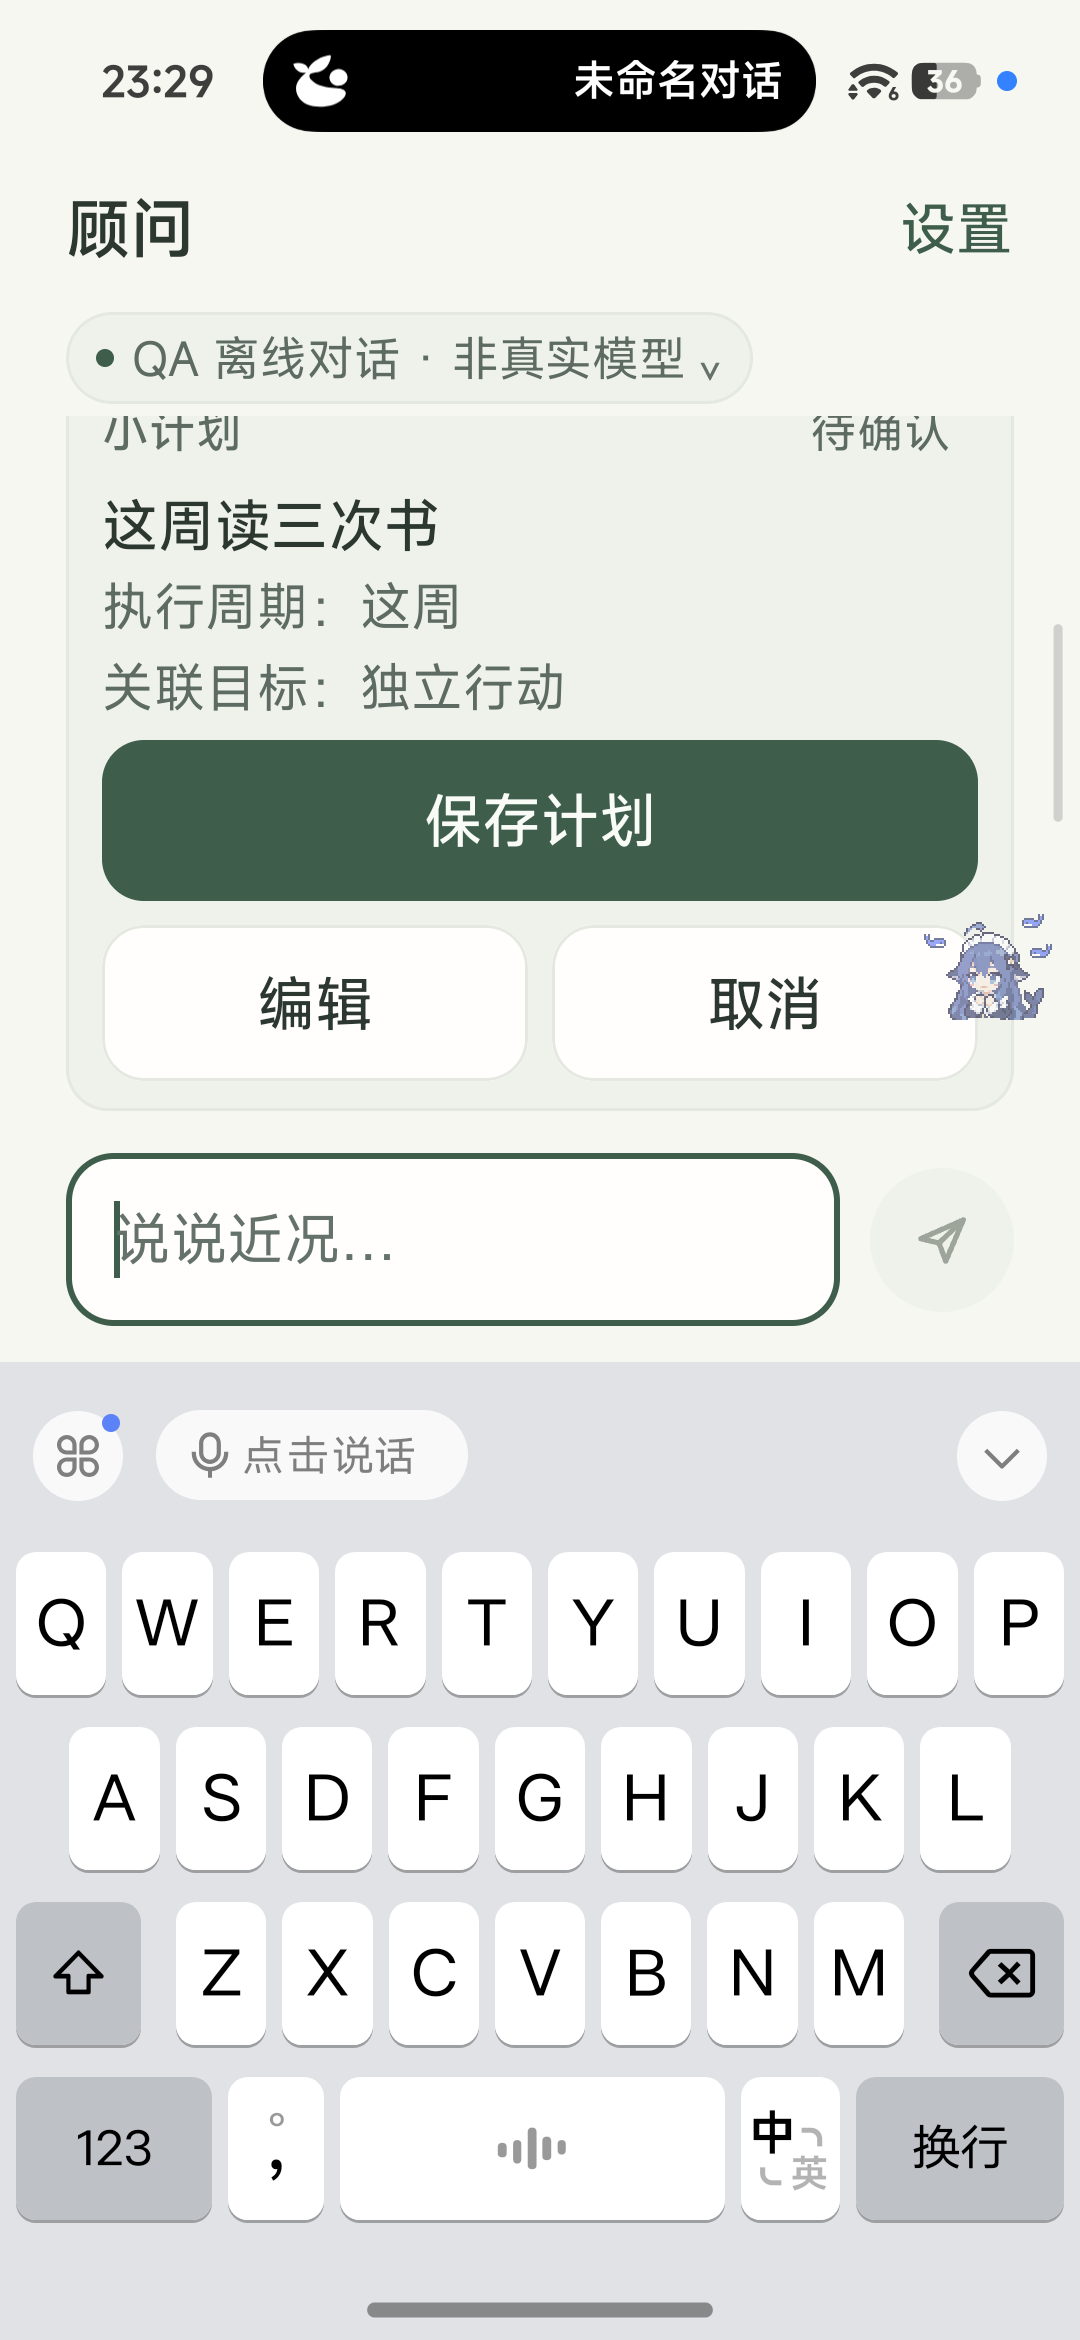 23:29
未命名对话
6
36
顾问
设置
QA 离线对话 · 非真实模型
小计划
待确认
这周读三次书
执行周期：这周
关联目标：独立行动
保存计划
编辑
取消
说说近况...
点击说话
Q W E R T Y U I O P
A S D F G H J K L
Z X C V B N M
123
。
，
中
英
换行